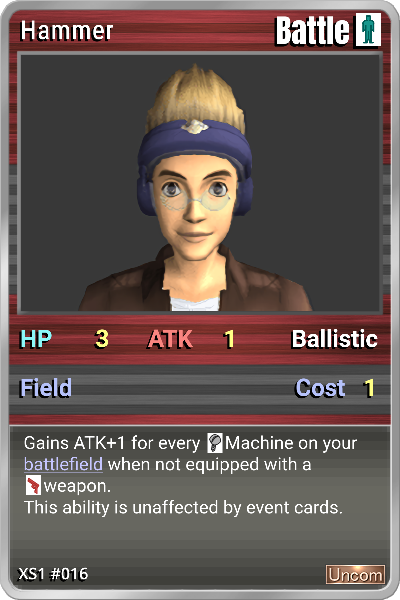 Hammer
Battle
HP 3 ATK 1 Ballistic
Field Cost 1
Gains ATK+1 for every Machine on your
battlefield when not equipped with a
weapon.
This ability is unaffected by event cards.
XS1 #016
Uncom